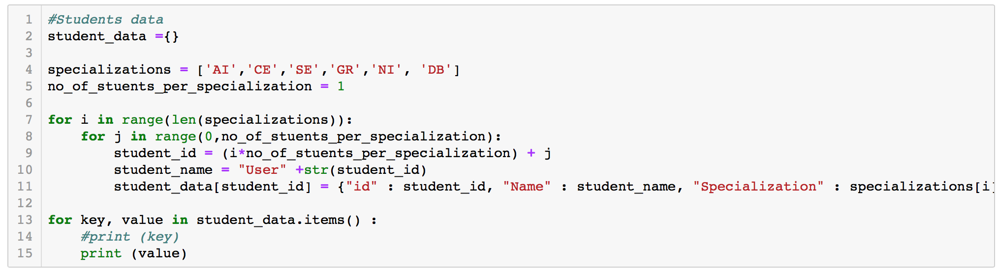 1 #Students data
2 student_data ={}
3
4 specializations = ['AI','CE','SE','GR','NI', 'DB']
5 no_of_stuents_per_specialization = 1
6
7 for i in range(len(specializations)):
8     for j in range(0,no_of_stuents_per_specialization):
9         student_id = (i*no_of_stuents_per_specialization) + j
10         student_name = "User" +str(student_id)
11         student_data[student_id] = {"id" : student_id, "Name" : student_name, "Specialization" : specializations[i]
12
13 for key, value in student_data.items() :
14     #print (key)
15     print (value)